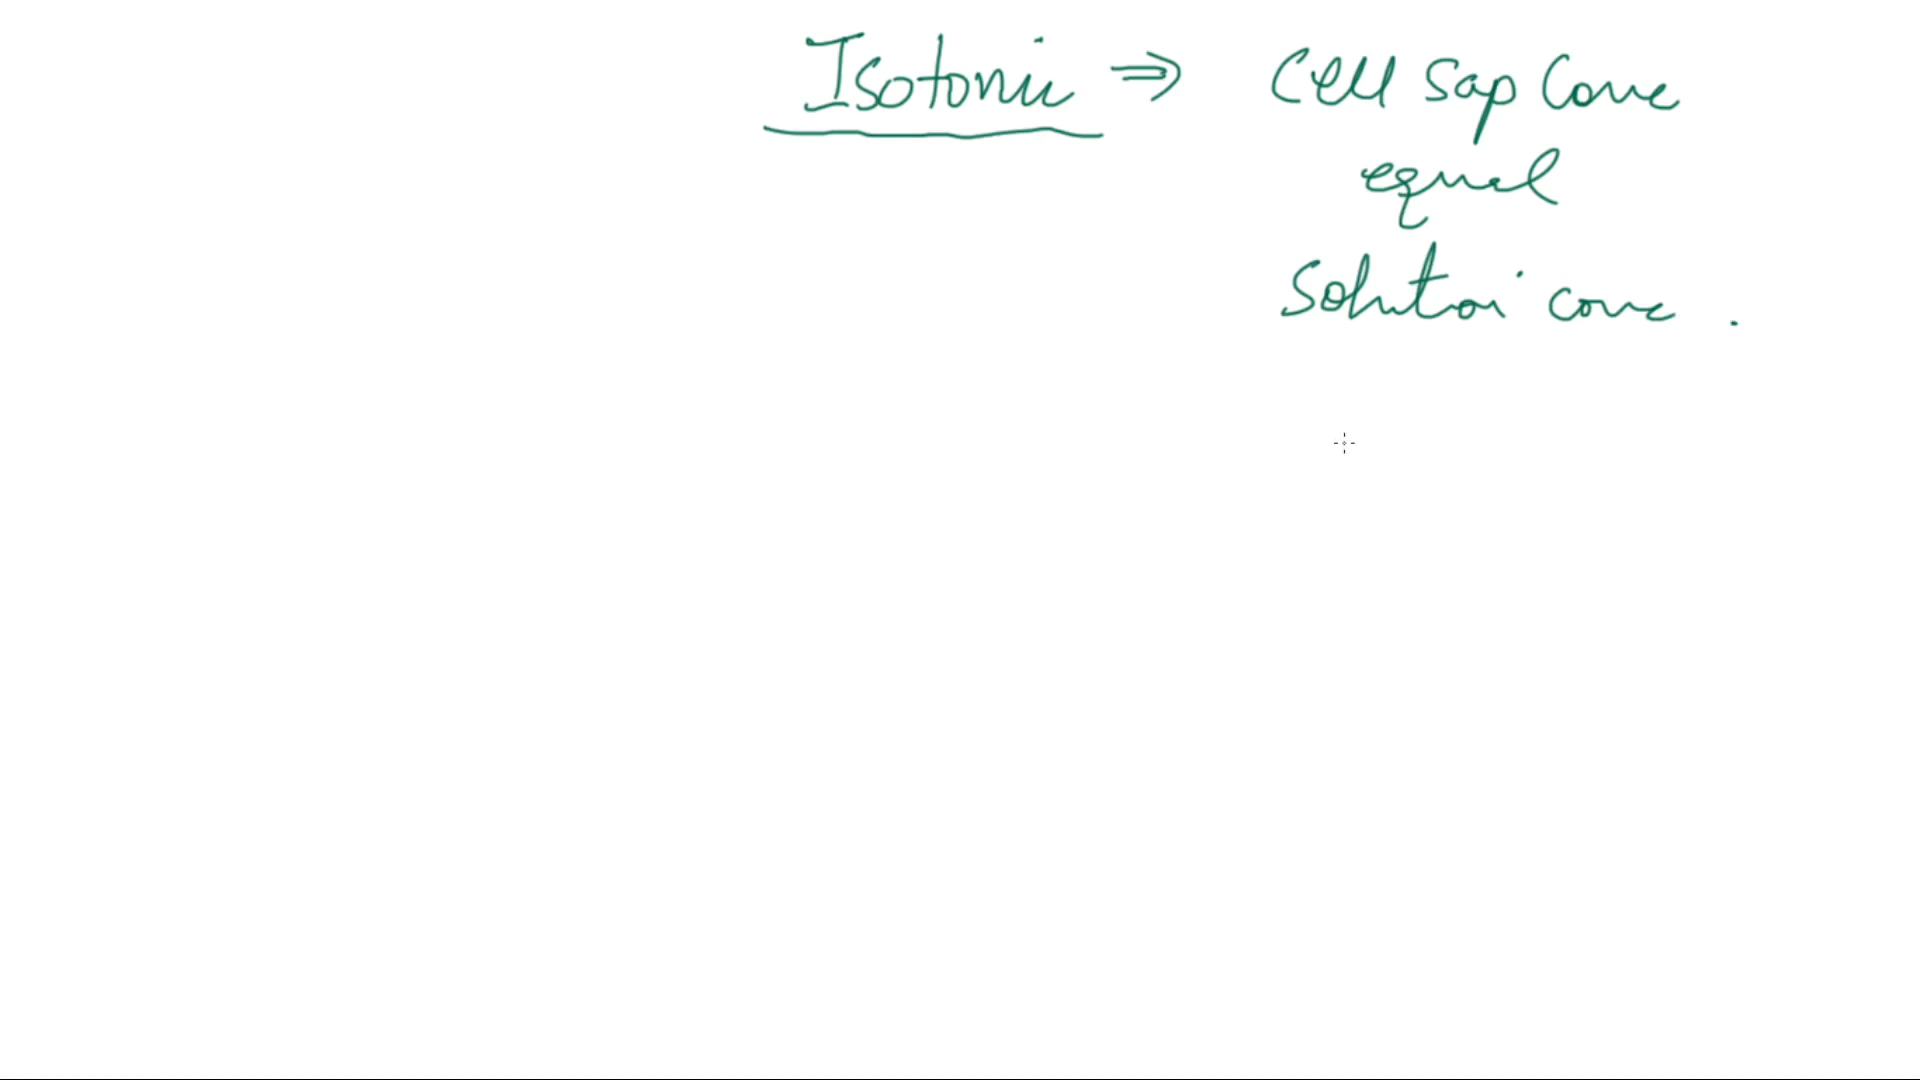 Isotonic ⇒ Cell sap Conc
equal
Solution conc .